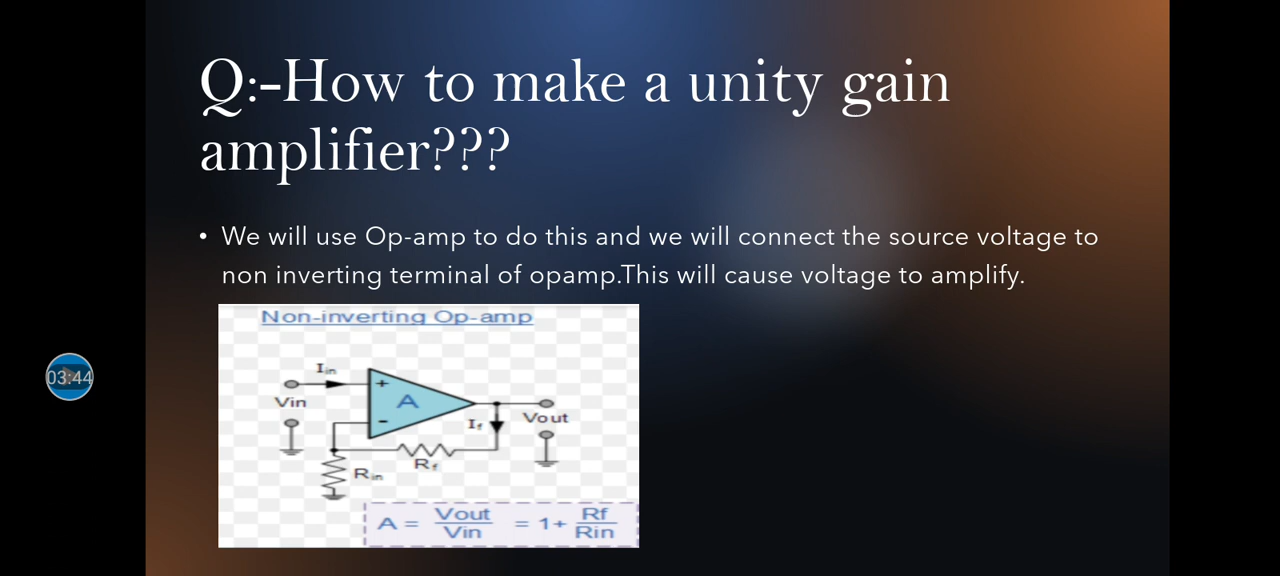 Q:-How to make a unity gain
amplifier???
• We will use Op-amp to do this and we will connect the source voltage to
non inverting terminal of opamp.This will cause voltage to amplify.
Non-inverting Op-amp
Iin
+
Vin
A
-
If
Vout
Rf
Rin
A = Vout/Vin = 1+ Rf/Rin
03:44